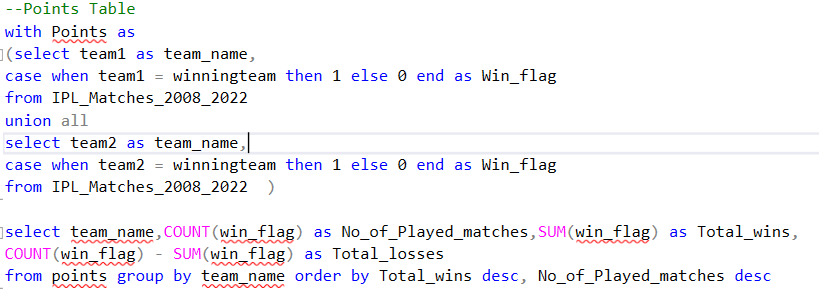 --Points Table
with Points as
(select team1 as team_name,
case when team1 = winningteam then 1 else 0 end as Win_flag
from IPL_Matches_2008_2022
union all
select team2 as team_name,
case when team2 = winningteam then 1 else 0 end as Win_flag
from IPL_Matches_2008_2022  )
select team_name,COUNT(win_flag) as No_of_Played_matches,SUM(win_flag) as Total_wins,
COUNT(win_flag) - SUM(win_flag) as Total_losses
from points group by team_name order by Total_wins desc, No_of_Played_matches desc